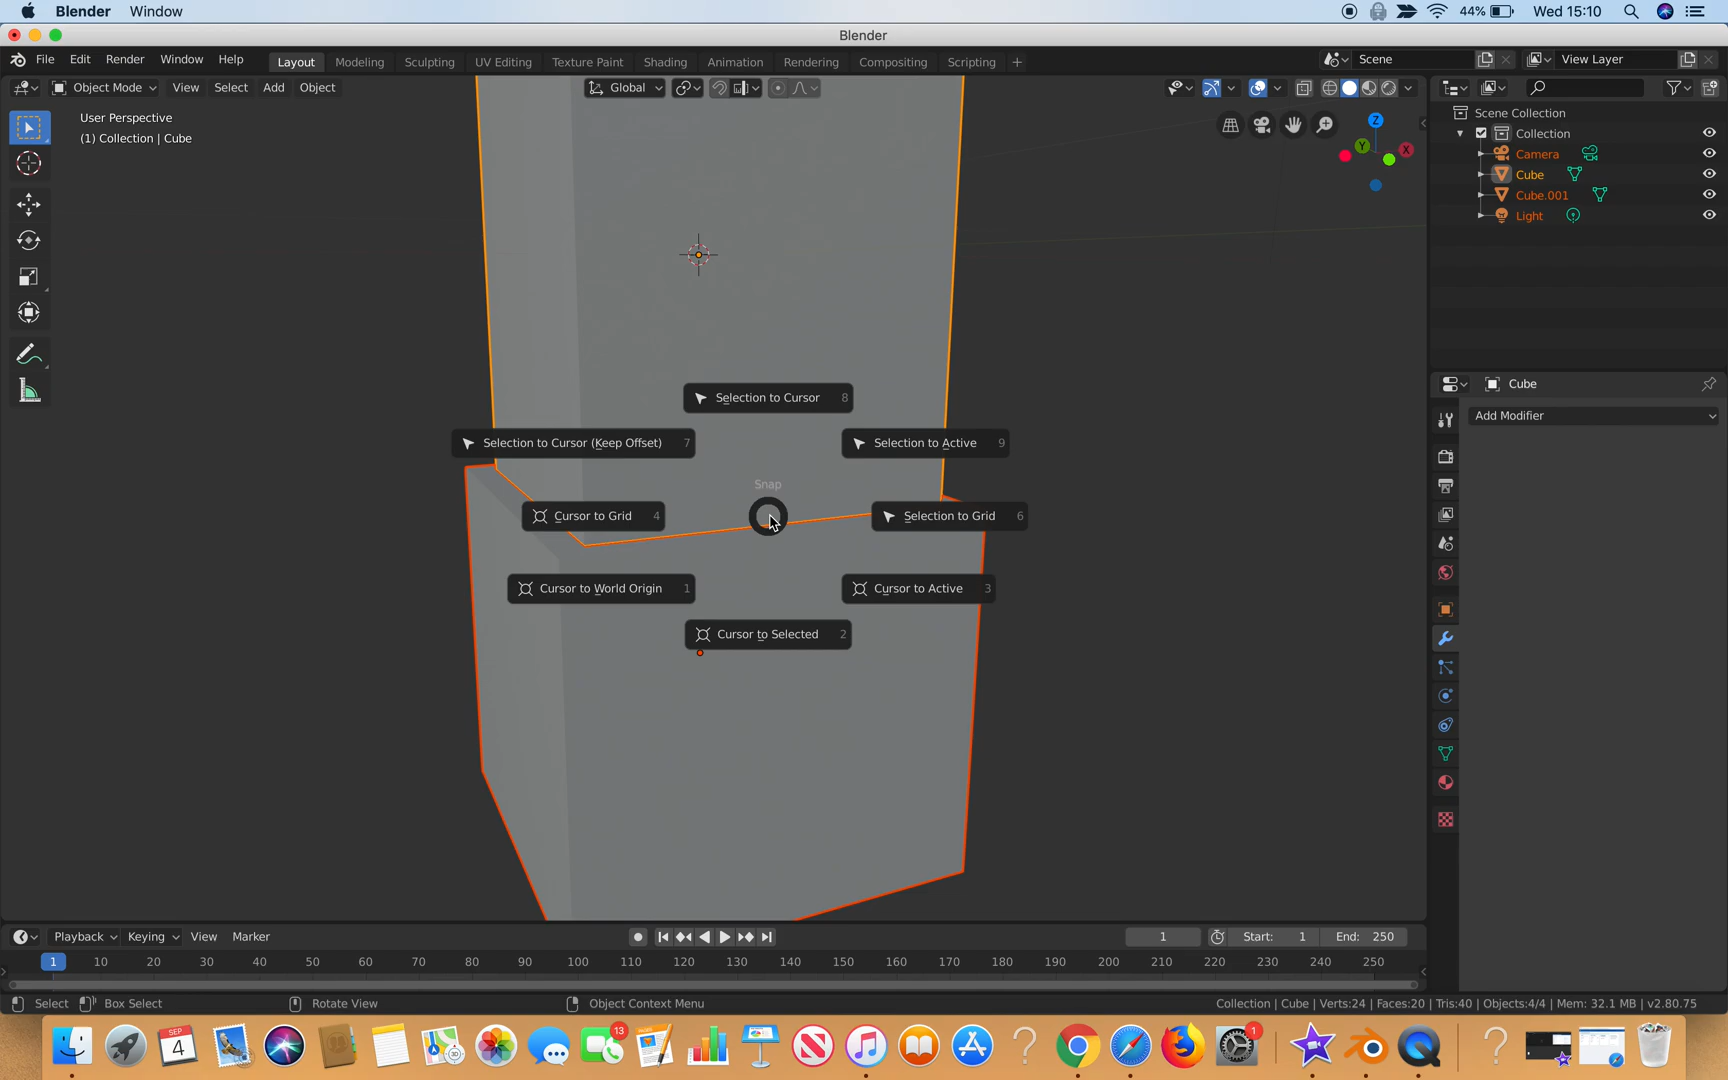 Blender Window 44% Wed 15:10
Blender
File Edit Render Window Help Layout Modeling Sculpting UV Editing Texture Paint Shading Animation Rendering Compositing Scripting + Scene View Layer
Object Mode View Select Add Object Global
User Perspective
(1) Collection | Cube
Z
Y
X
Scene Collection
Collection
Camera
Cube
Cube.001
Light
Cube
Add Modifier
Selection to Cursor 8
Selection to Cursor (Keep Offset) 7
Selection to Active 9
Snap
Cursor to Grid 4
Selection to Grid 6
Cursor to World Origin 1
Cursor to Active 3
Cursor to Selected 2
Playback Keying View Marker 1 Start: 1 End: 250
1 10 20 30 40 50 60 70 80 90 100 110 120 130 140 150 160 170 180 190 200 210 220 230 240 250
Select Box Select Rotate View Object Context Menu Collection | Cube | Verts:24 | Faces:20 | Tris:40 | Objects:4/4 | Mem: 32.1 MB | v2.80.75
SEP
4
13
1